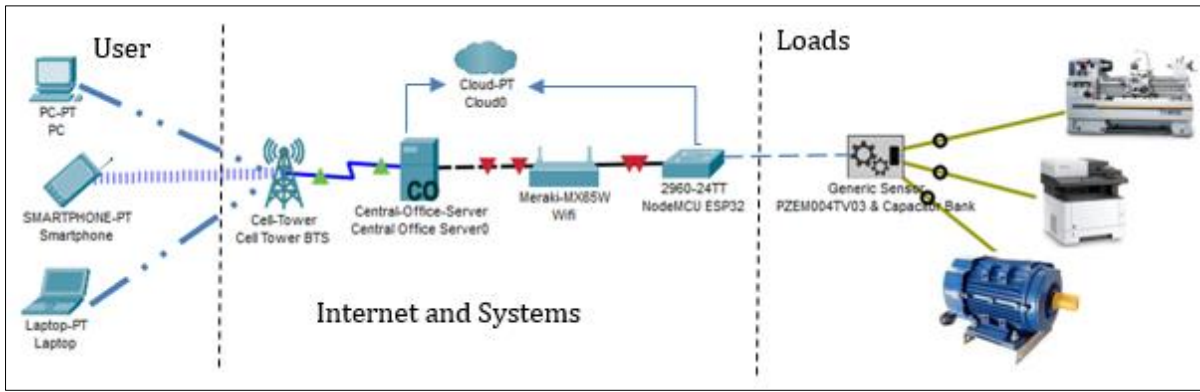 User
PC-PT
PC
SMARTPHONE-PT
Smartphone
Laptop-PT
Laptop
Cloud-PT
Cloud0
Cell-Tower
Cell Tower BTS
CO
Central-Office-Server
Central Office Server0
Meraki-MX65W
Wifi
2960-24TT
NodeMCU ESP32
Internet and Systems
Loads
Generic Sensor
PZEM004TV03 & Capacitor Bank